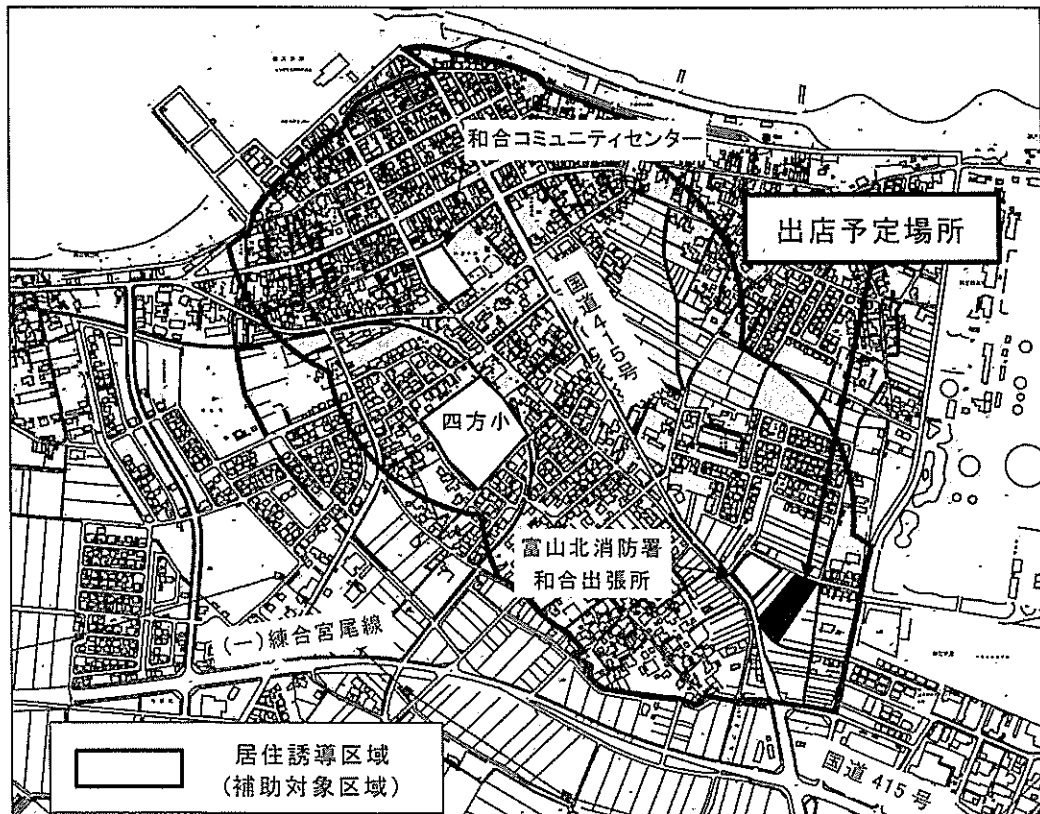 和合コミュニティセンター
出店予定場所
国道415号
四方小
富山北消防署
和合出張所
(一)練合宮尾線
居住誘導区域
(補助対象区域)
国道415号